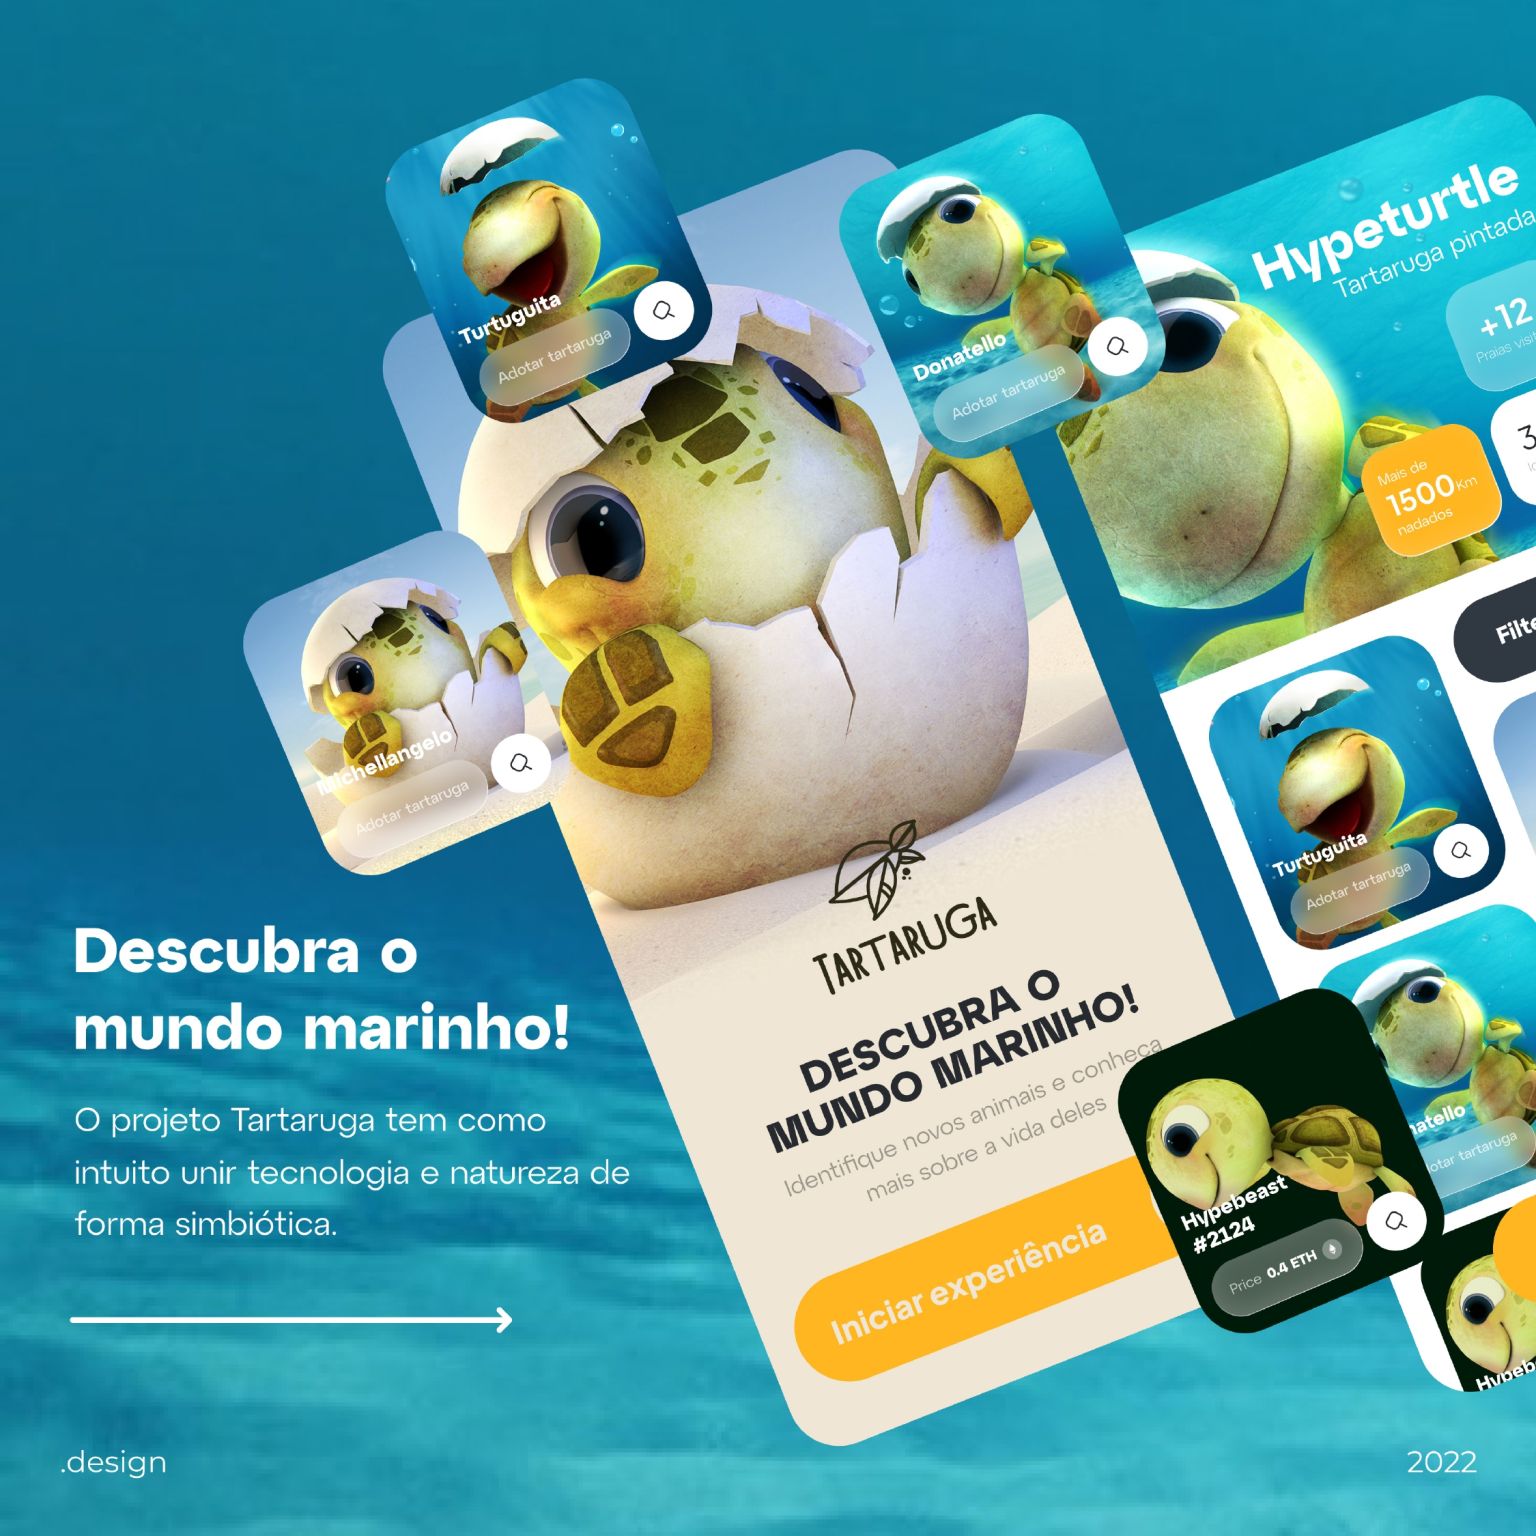 Turtuguita
Adotar tartaruga
Donatello
Adotar tartaruga
Hypeturtle
Tartaruga pintada
+12
Mais de
1500 Km
nadados
Michellangelo
Adotar tartaruga
Turtuguita
Adotar tartaruga
TARTARUGA
DESCUBRA O
MUNDO MARINHO!
Identifique novos animais e conheça
mais sobre a vida deles
Iniciar experiência
Hypebeast
#2124
Price 0.4 ETH
Descubra o
mundo marinho!
O projeto Tartaruga tem como
intuito unir tecnologia e natureza de
forma simbiótica.
.design
2022